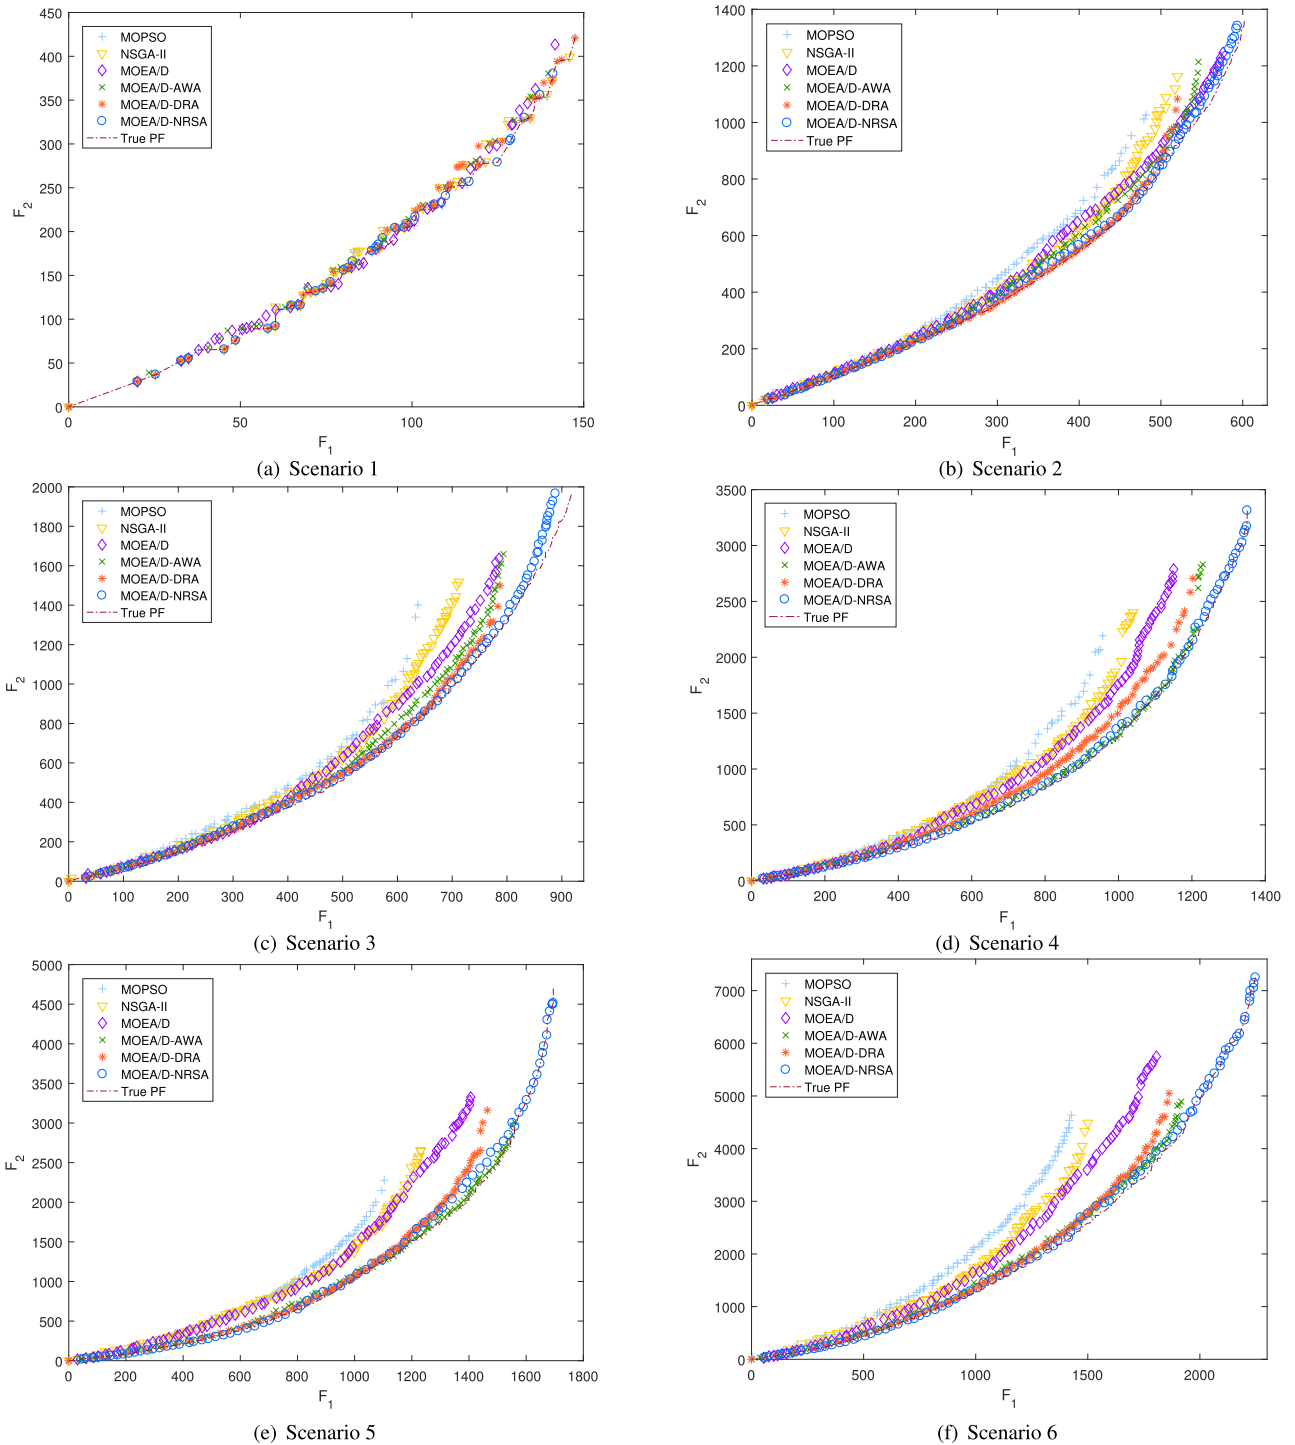 450
400
350
300
250
200
150
100
50
0
F2
MOPSO
NSGA-II
MOEA/D
MOEA/D-AWA
MOEA/D-DRA
MOEA/D-NRSA
True PF
0 50 100 150
F1
(a) Scenario 1
1400
1200
1000
800
600
400
200
0
F2
MOPSO
NSGA-II
MOEA/D
MOEA/D-AWA
MOEA/D-DRA
MOEA/D-NRSA
True PF
0 100 200 300 400 500 600
F1
(b) Scenario 2
2000
1800
1600
1400
1200
1000
800
600
400
200
0
F2
MOPSO
NSGA-II
MOEA/D
MOEA/D-AWA
MOEA/D-DRA
MOEA/D-NRSA
True PF
0 100 200 300 400 500 600 700 800 900
F1
(c) Scenario 3
3500
3000
2500
2000
1500
1000
500
0
F2
MOPSO
NSGA-II
MOEA/D
MOEA/D-AWA
MOEA/D-DRA
MOEA/D-NRSA
True PF
0 200 400 600 800 1000 1200 1400
F1
(d) Scenario 4
5000
4500
4000
3500
3000
2500
2000
1500
1000
500
0
F2
MOPSO
NSGA-II
MOEA/D
MOEA/D-AWA
MOEA/D-DRA
MOEA/D-NRSA
True PF
0 200 400 600 800 1000 1200 1400 1600 1800
F1
(e) Scenario 5
7000
6000
5000
4000
3000
2000
1000
0
F2
MOPSO
NSGA-II
MOEA/D
MOEA/D-AWA
MOEA/D-DRA
MOEA/D-NRSA
True PF
0 500 1000 1500 2000
F1
(f) Scenario 6